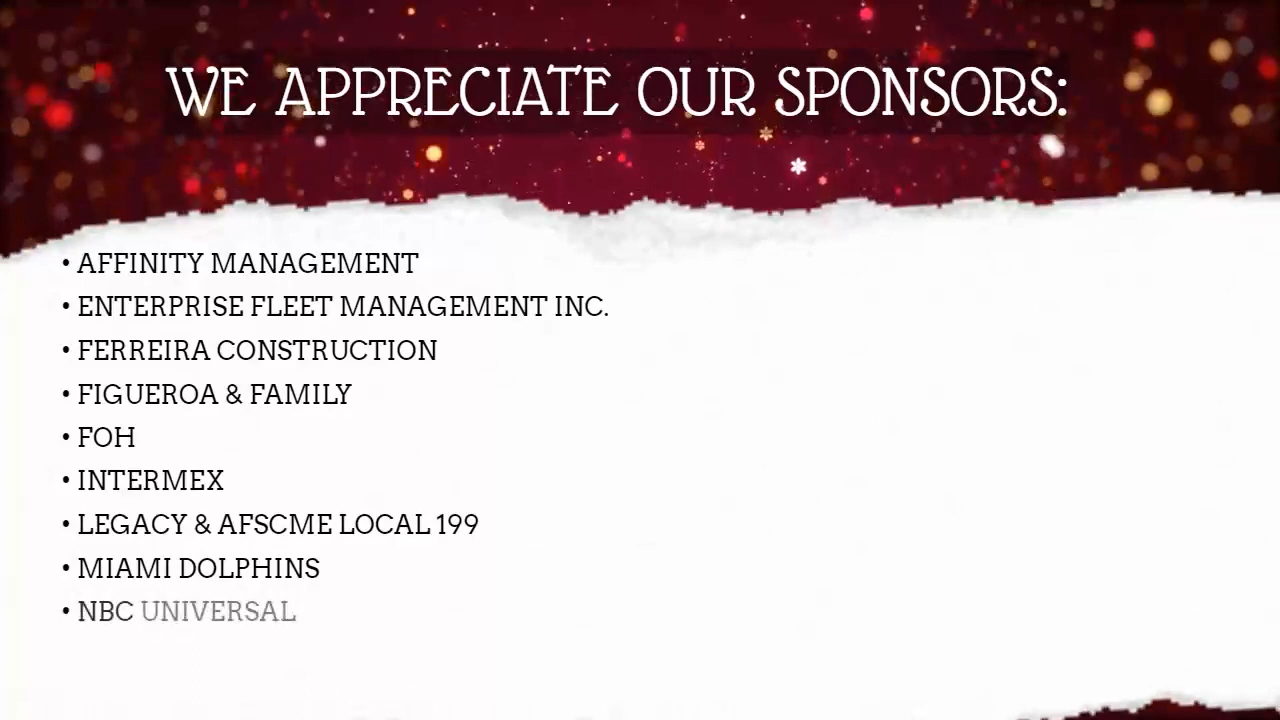 WE APPRECIATE OUR SPONSORS:
• AFFINITY MANAGEMENT
• ENTERPRISE FLEET MANAGEMENT INC.
• FERREIRA CONSTRUCTION
• FIGUEROA & FAMILY
• FOH
• INTERMEX
• LEGACY & AFSCME LOCAL 199
• MIAMI DOLPHINS
• NBC UNIVERSAL